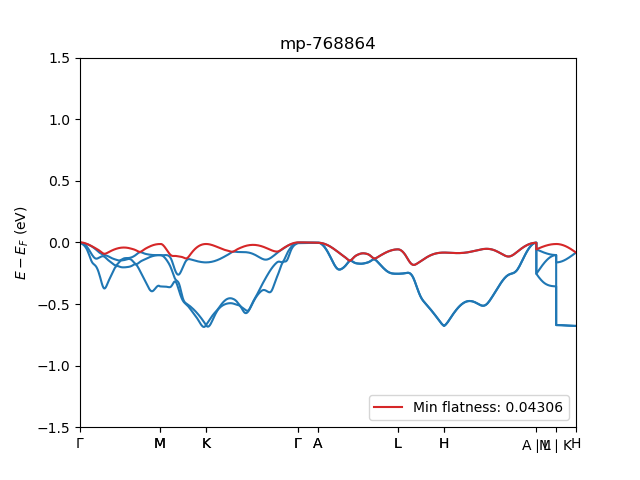 mp-768864
E − E_F (eV)
1.5
1.0
0.5
0.0
−0.5
−1.0
−1.5
Min flatness: 0.04306
Γ M K Γ A L H A | K H